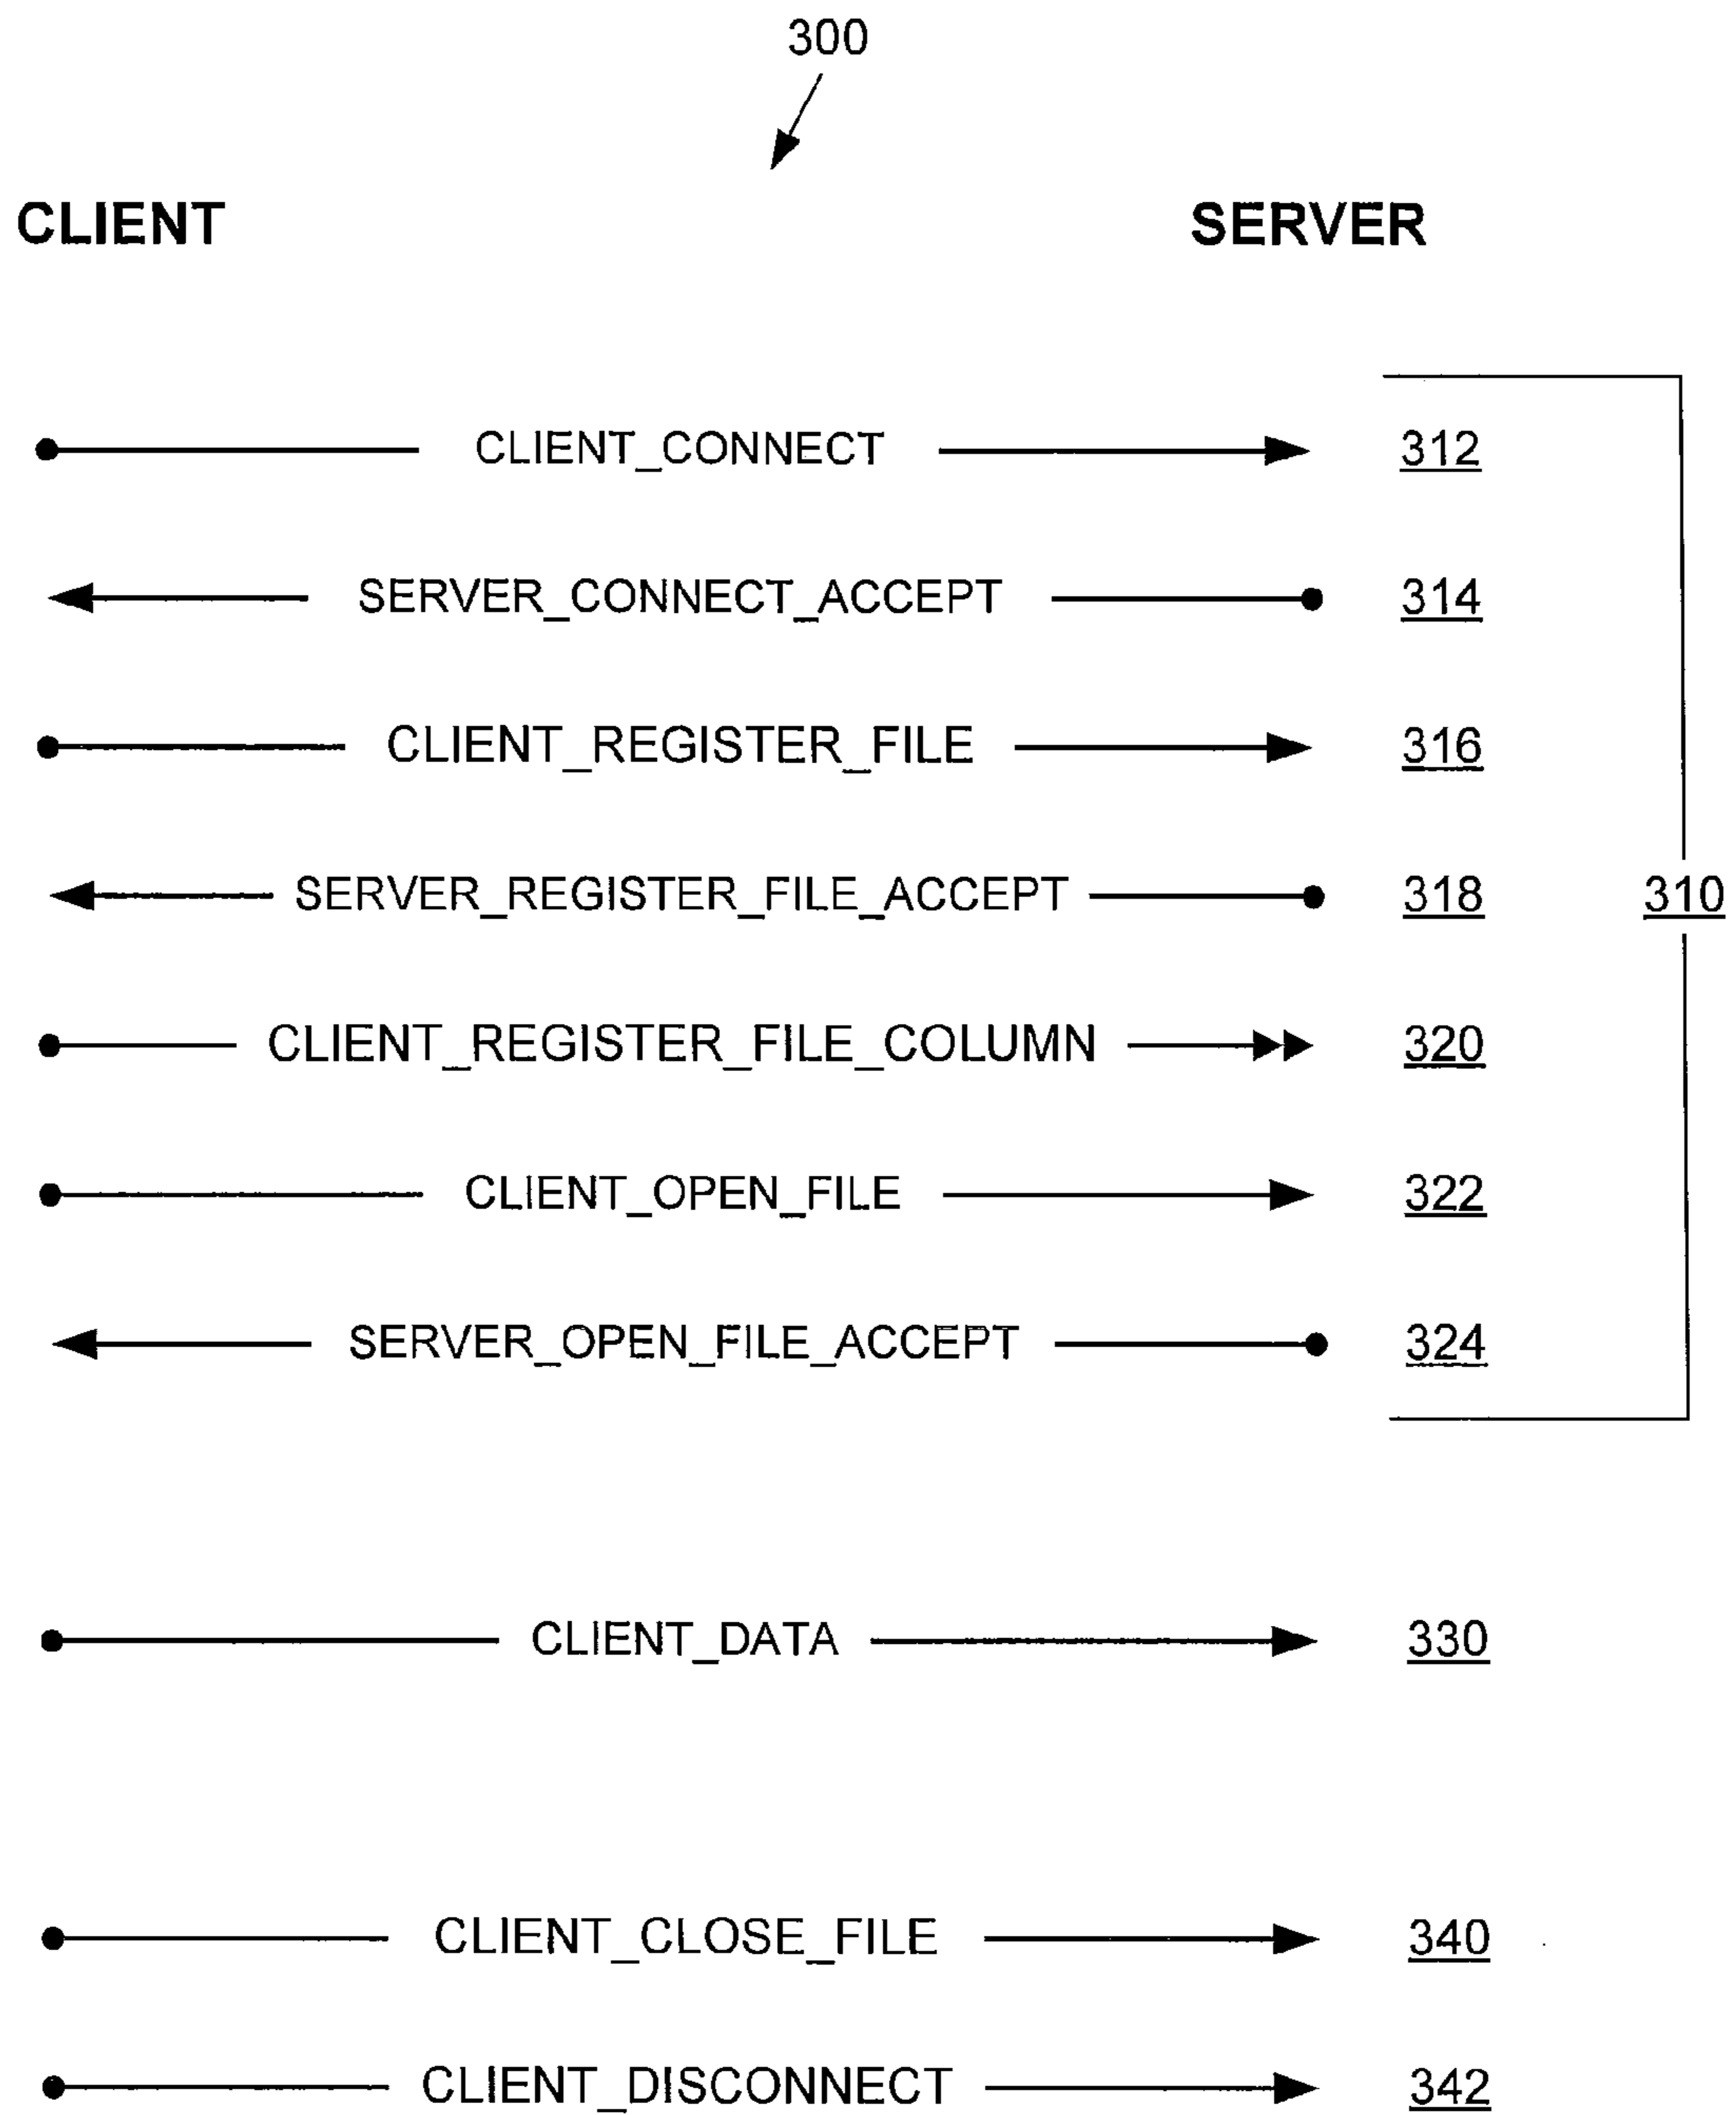 300
CLIENT SERVER
CLIENT_CONNECT 312
SERVER_CONNECT_ACCEPT 314
CLIENT_REGISTER_FILE 316
SERVER_REGISTER_FILE_ACCEPT 318 310
CLIENT_REGISTER_FILE_COLUMN 320
CLIENT_OPEN_FILE 322
SERVER_OPEN_FILE_ACCEPT 324
CLIENT_DATA 330
CLIENT_CLOSE_FILE 340
CLIENT_DISCONNECT 342